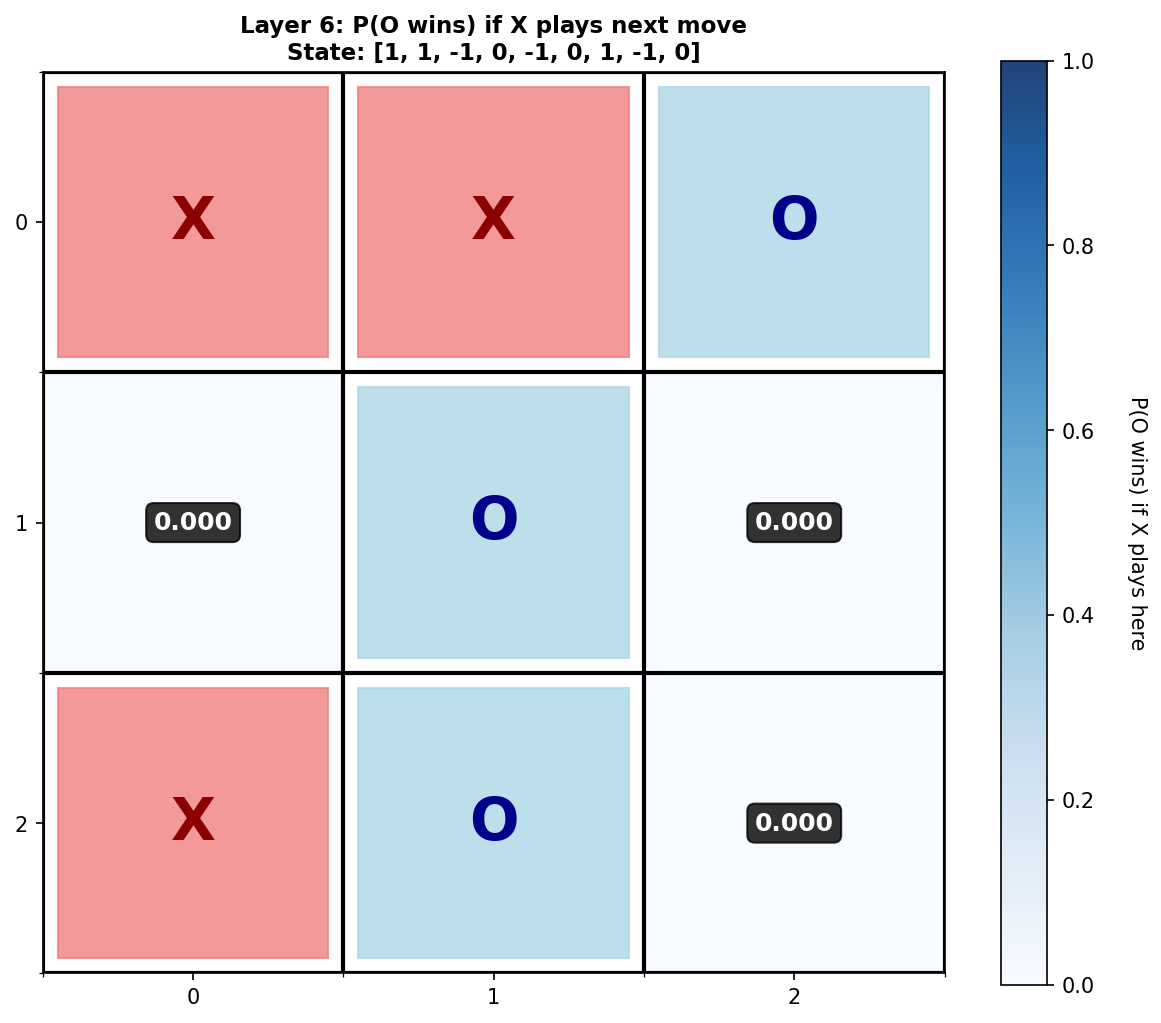 Layer 6: P(O wins) if X plays next move
State: [1, 1, -1, 0, -1, 0, 1, -1, 0]
0
X
X
O
1
0.000
O
0.000
2
X
O
0.000
0
1
2
1.0
0.8
0.6
0.4
0.2
0.0
P(O wins) if X plays here